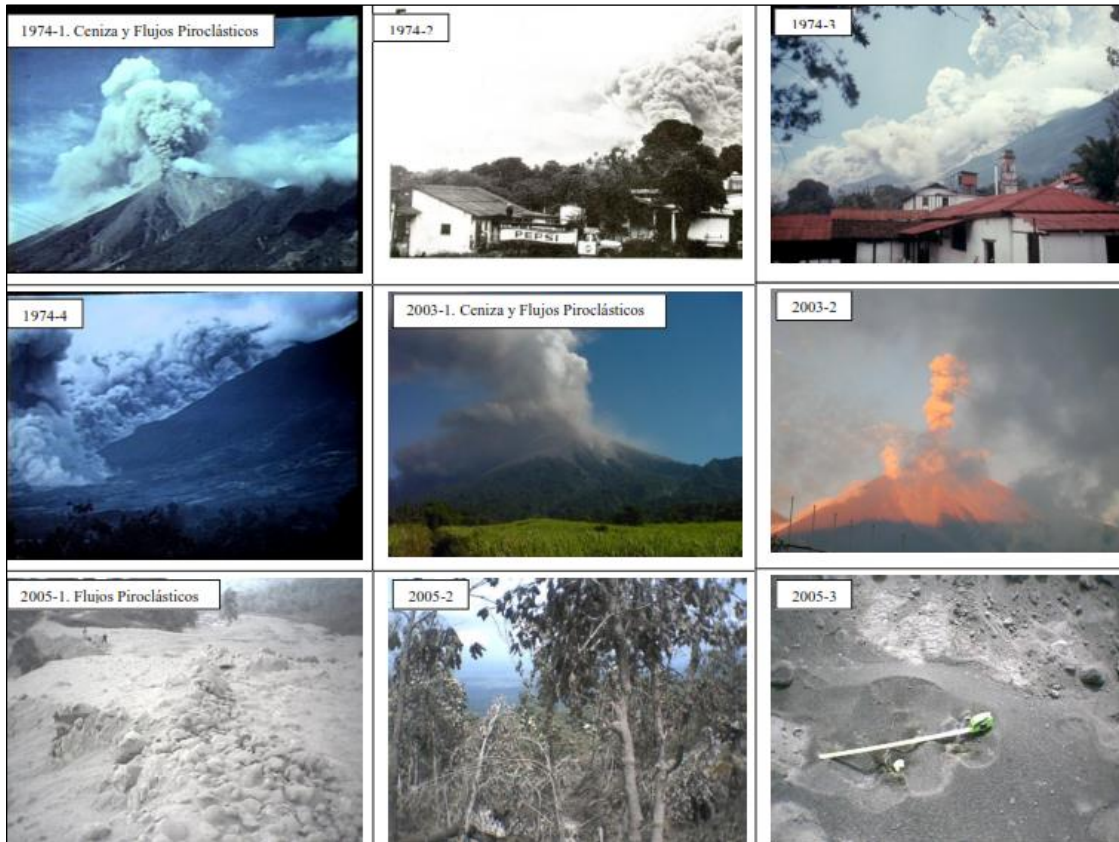 1974-1. Ceniza y Flujos Piroclásticos
1974-2
1974-3
PEPSI
1974-4
2003-1. Ceniza y Flujos Piroclásticos
2003-2
2005-1. Flujos Piroclásticos
2005-2
2005-3